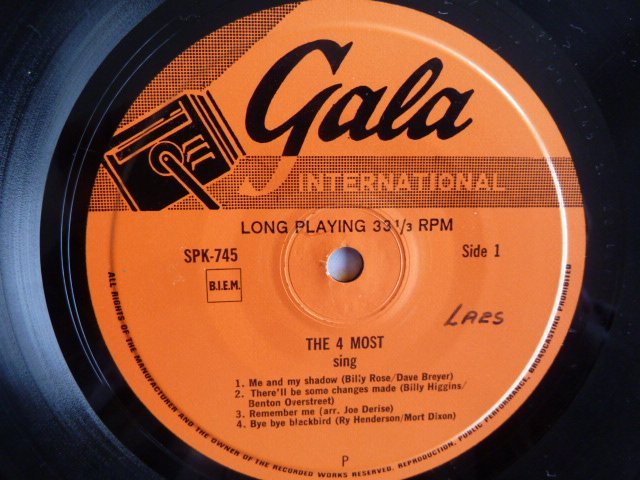 Gala
INTERNATIONAL
LONG PLAYING 33 1/3 RPM
SPK-745
Side 1
B.I.E.M.
LAES
THE 4 MOST
sing
1. Me and my shadow (Billy Rose/Dave Breyer)
2. There'll be some changes made (Billy Higgins/
Benton Overstreet)
3. Remember me (arr. Joe Derise)
4. Bye bye blackbird (Ry Henderson/Mort Dixon)
P
ALL RIGHTS OF THE MANUFACTURER AND THE OWNER OF THE RECORDED WORKS RESERVED. REPRODUCTION, PUBLIC PERFORMANCE, BROADCASTING PROHIBITED